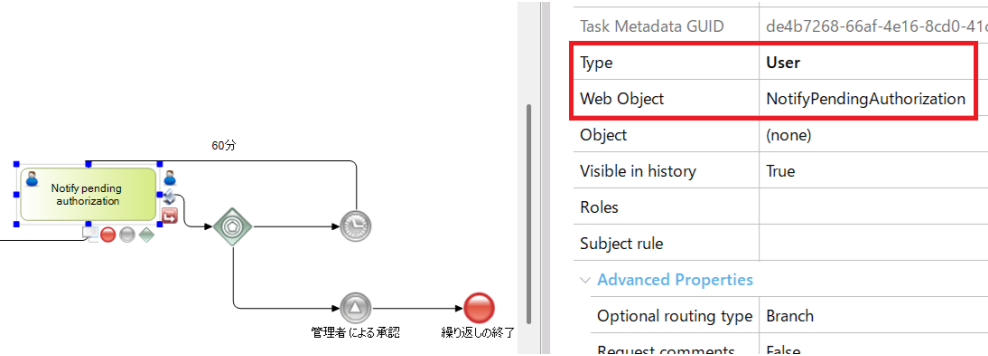 60分
Notify pending
authorization
管理者による承認
繰り返しの終了
Task Metadata GUID de4b7268-66af-4e16-8cd0-41c
Type User
Web Object NotifyPendingAuthorization
Object (none)
Visible in history True
Roles
Subject rule
Advanced Properties
Optional routing type Branch
Request comments False